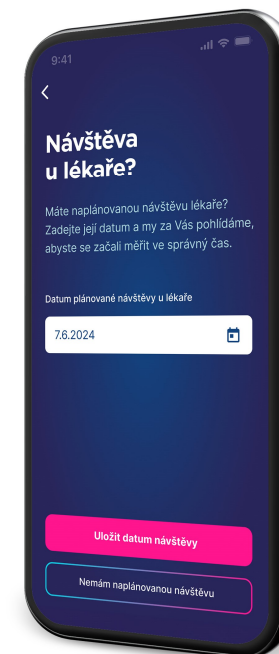 9:41
Návštěva
u lékaře?
Máte naplánovanou návštěvu lékaře?
Zadejte její datum a my za Vás pohlídáme,
abyste se začali měřit ve správný čas.
Datum plánované návštěvy u lékaře
7.6.2024
Uložit datum návštěvy
Nemám naplánovanou návštěvu